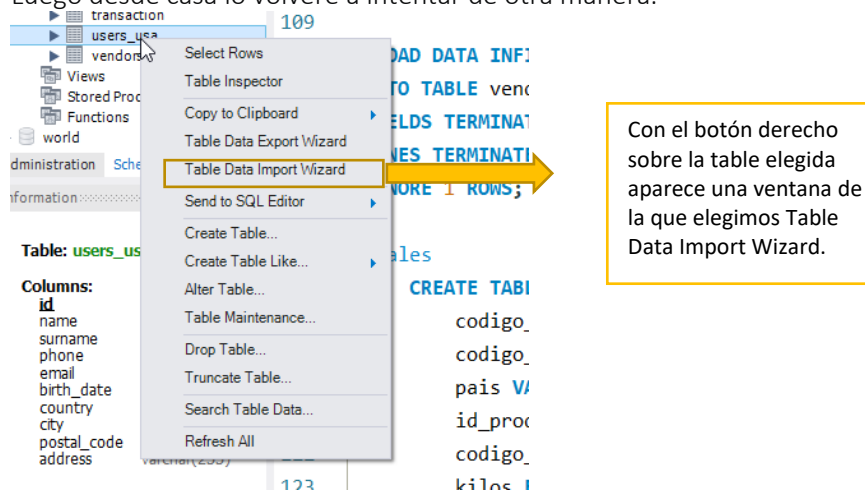 Luego desde casa lo volveré a intentar de otra manera.
transaction
users_usa
vendors
Views
Stored Proc
Functions
world
dministration Sche
nformation
Table: users_us
Columns:
id
name
surname
phone
email
birth_date
country
city
postal_code
address varchar(255)
Select Rows
Table Inspector
Copy to Clipboard
Table Data Export Wizard
Table Data Import Wizard
Send to SQL Editor
Create Table...
Create Table Like...
Alter Table...
Table Maintenance...
Drop Table...
Truncate Table...
Search Table Data...
Refresh All
109
OAD DATA INFI
TO TABLE vend
ELDS TERMINAT
NES TERMINATE
NORE 1 ROWS;
ales
CREATE TABL
codigo_
codigo_
pais VA
id_prod
codigo_
123 kilos
Con el botón derecho
sobre la table elegida
aparece una ventana de
la que elegimos Table
Data Import Wizard.